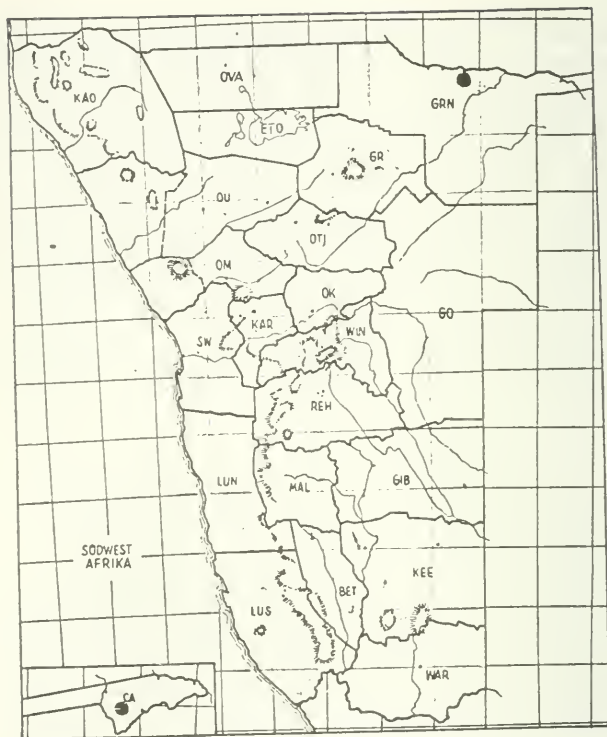 OVA
KAO
GRN
ETO
GR
OU
OTJ
OM
OK
GO
SW
KAR
WIN
REH
LUN
MAL
GIB
SÜDWEST
AFRIKA
BET
KEE
LUS
WAR
CA